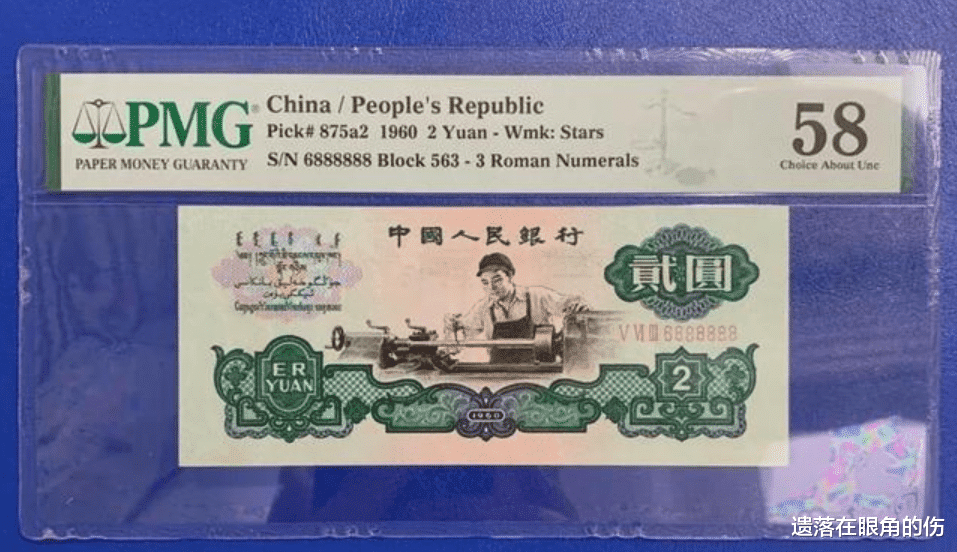 PMG
PAPER MONEY GUARANTY
China / People's Republic
Pick# 875a2 1960 2 Yuan - Wmk: Stars
S/N 6888888 Block 563 - 3 Roman Numerals
58
Choice About Unc
中國人民銀行
貳圓
V VI III 6888888
ER
YUAN
1960
2
遗落在眼角的伤